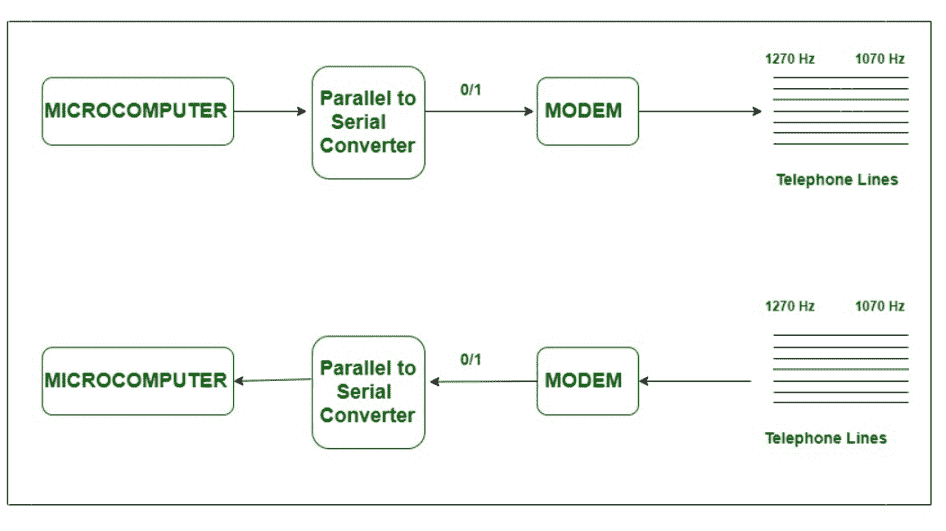 1270 Hz 1070 Hz
MICROCOMPUTER
Parallel to
Serial
Converter
0/1
MODEM
Telephone Lines
1270 Hz 1070 Hz
MICROCOMPUTER
Parallel to
Serial
Converter
0/1
MODEM
Telephone Lines